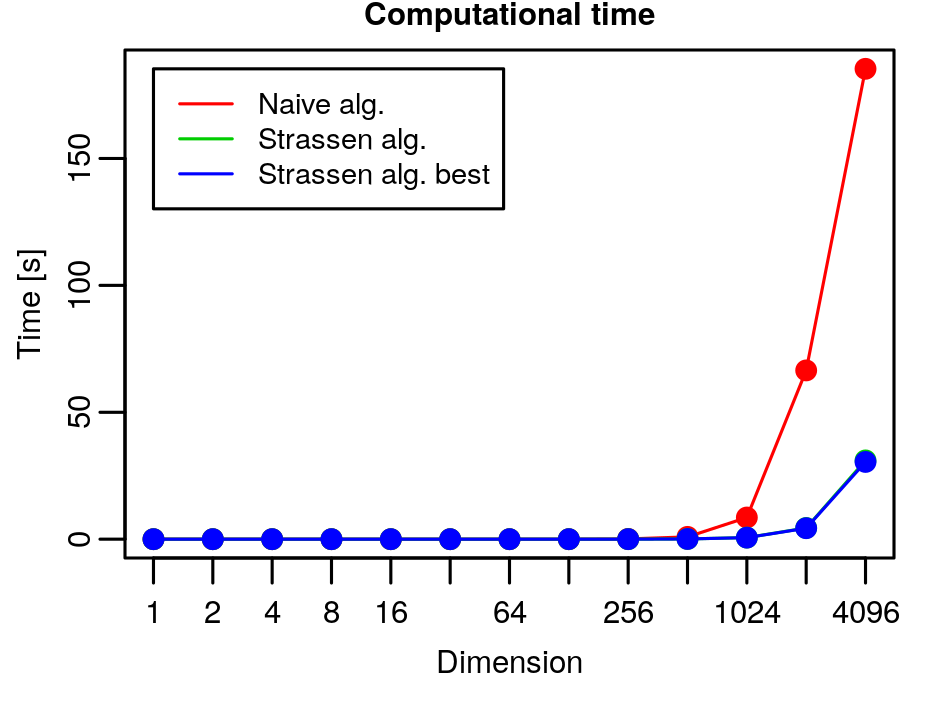 Computational time
Naive alg.
Strassen alg.
Strassen alg. best
Time [s]
150
100
50
0
1 2 4 8 16 64 256 1024 4096
Dimension